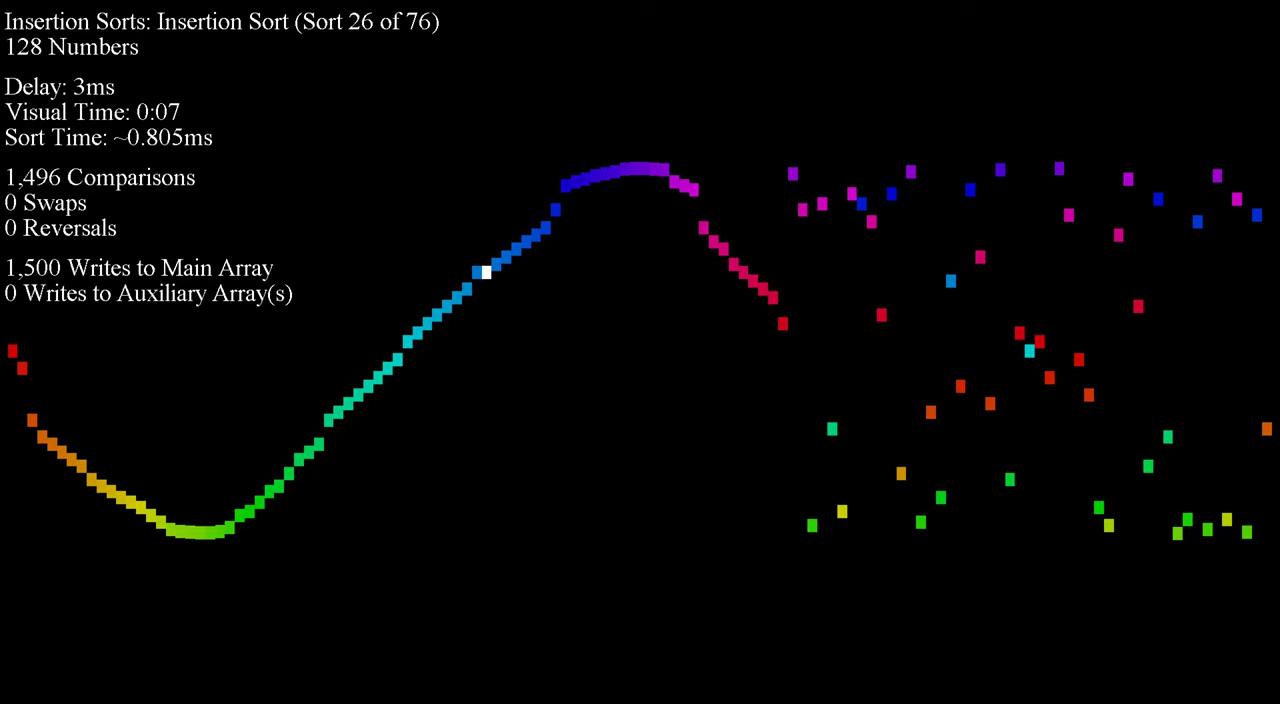 Insertion Sorts: Insertion Sort (Sort 26 of 76)
128 Numbers
Delay: 3ms
Visual Time: 0:07
Sort Time: ~0.805ms
1,496 Comparisons
0 Swaps
0 Reversals
1,500 Writes to Main Array
0 Writes to Auxiliary Array(s)